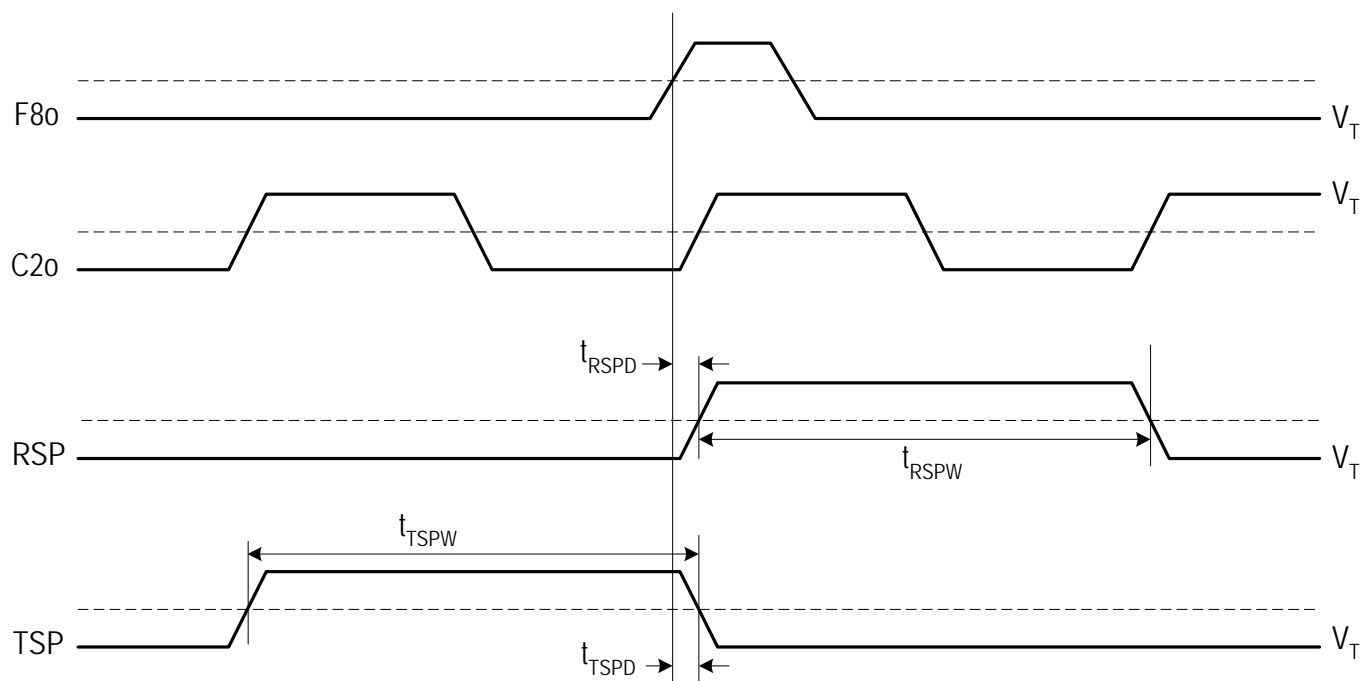 F8o
V_T
V_T
C2o
t_RSPD
RSP
t_RSPW
V_T
t_TSPW
TSP
V_T
t_TSPD